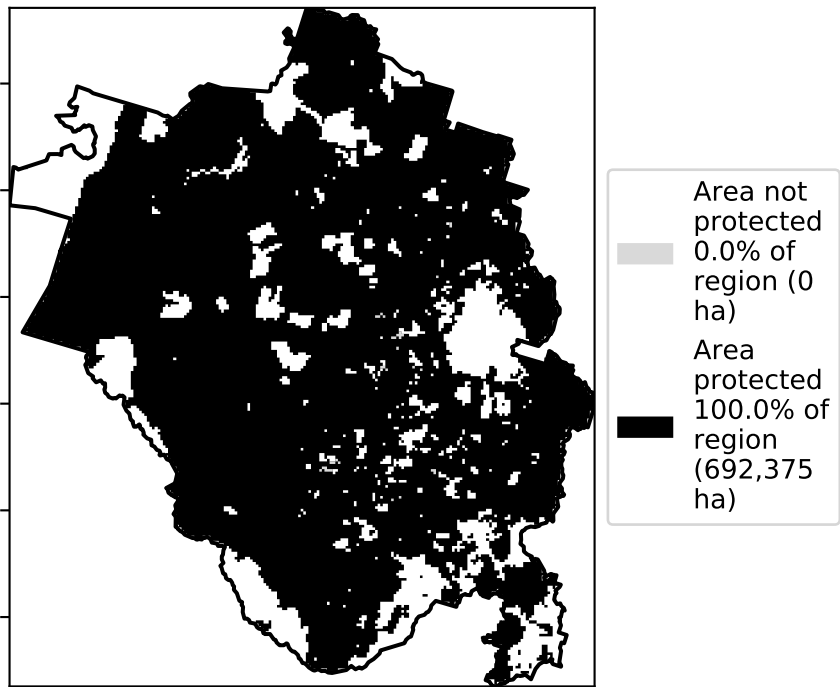 Area not
protected
0.0% of
region (0
ha)
Area
protected
100.0% of
region
(692,375
ha)